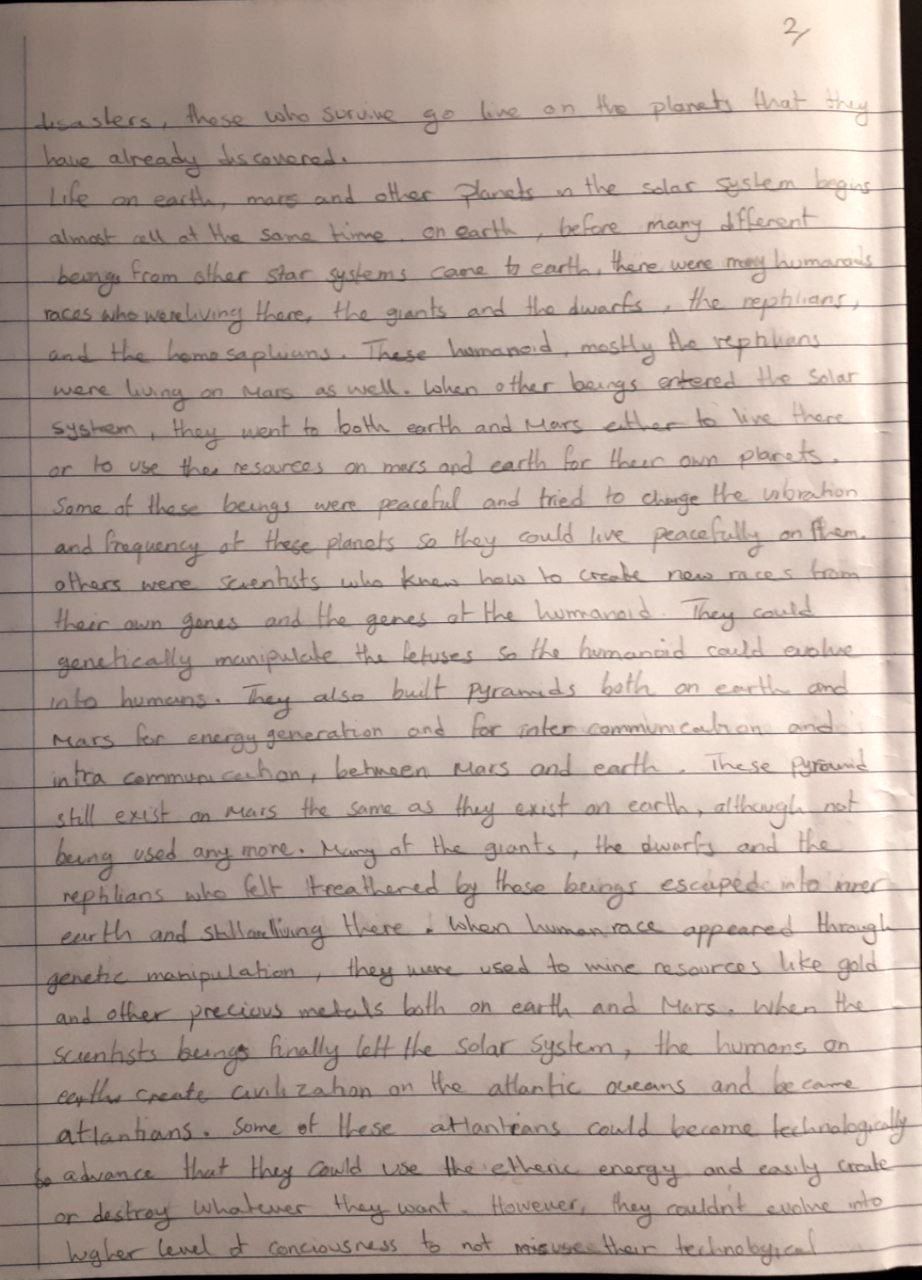 2/
disasters, those who survive go live on the planets that they
have already discovered.
Life on earth, mars and other planets n the solar system begins
almost all at the same time. on earth, before many different
beings from other star systems came to earth, there were many humanoids
races who were living there, the giants and the dwarfs, the rephlians,
and the homosaphians. These humanoid, mostly the rephlians
were living on Mars as well. When other beings entered the solar
system, they went to both earth and Mars either to live there
or to use the resources on mars and earth for their own planets.
Some of these beings were peaceful and tried to change the vibration
and frequency of these planets so they could live peacefully on them.
others were scientists who knew how to create new races from
their own genes and the genes of the humanoid. They could
genetically manipulate the fetuses so the humanoid could evolve
into humans. They also built pyramids both on earth and
Mars for energy generation and for inter communication and
intra communication, between Mars and earth. These pyramid
still exist on Mars the same as they exist on earth, although not
being used any more. Many of the giants, the dwarfs and the
rephlians who felt treathered by these beings escaped into inner
earth and still are living there. When human race appeared through
genetic manipulation, they were used to mine resources like gold
and other precious metals both on earth and Mars. When the
scientists beings finally left the solar system, the humans on
earth create civilization on the atlantic oceans and became
atlantians. Some of these atlantians could become technologically
so advance that they could use the etheric energy and easily create
or destroy whatever they want. However, they couldn't evolve into
higher level of conciousness to not misuse their technological